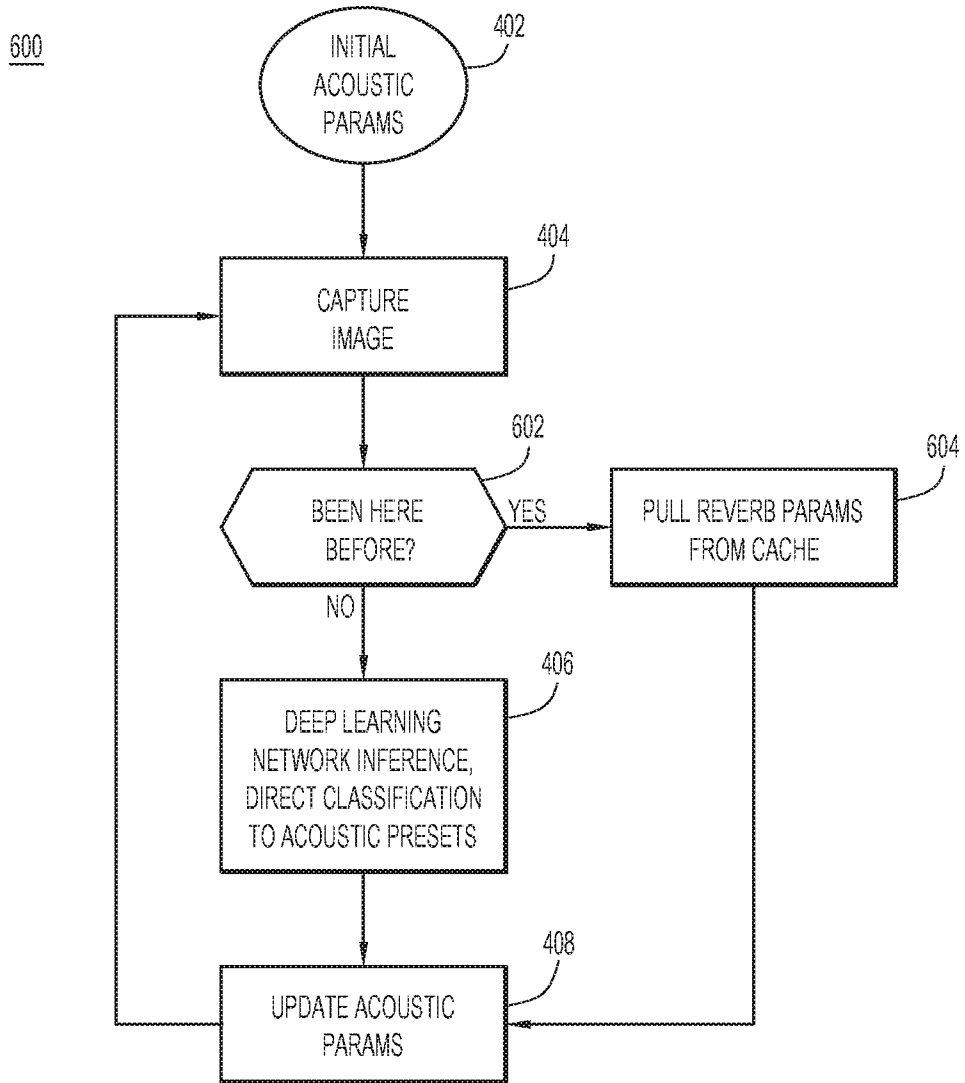 600
402
INITIAL
ACOUSTIC
PARAMS
404
CAPTURE
IMAGE
602
BEEN HERE
BEFORE?
YES
604
PULL REVERB PARAMS
FROM CACHE
NO
406
DEEP LEARNING
NETWORK INFERENCE,
DIRECT CLASSIFICATION
TO ACOUSTIC PRESETS
408
UPDATE ACOUSTIC
PARAMS